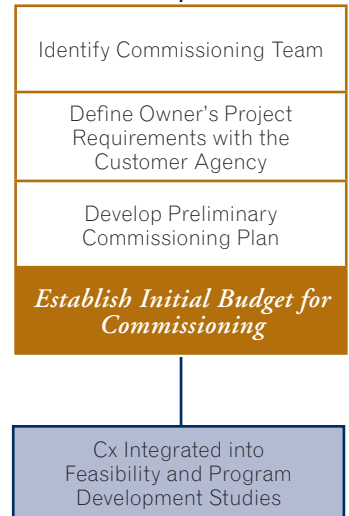 Identify Commissioning Team
Define Owner's Project
Requirements with the
Customer Agency
Develop Preliminary
Commissioning Plan
Establish Initial Budget for
Commissioning
Cx Integrated into
Feasibility and Program
Development Studies